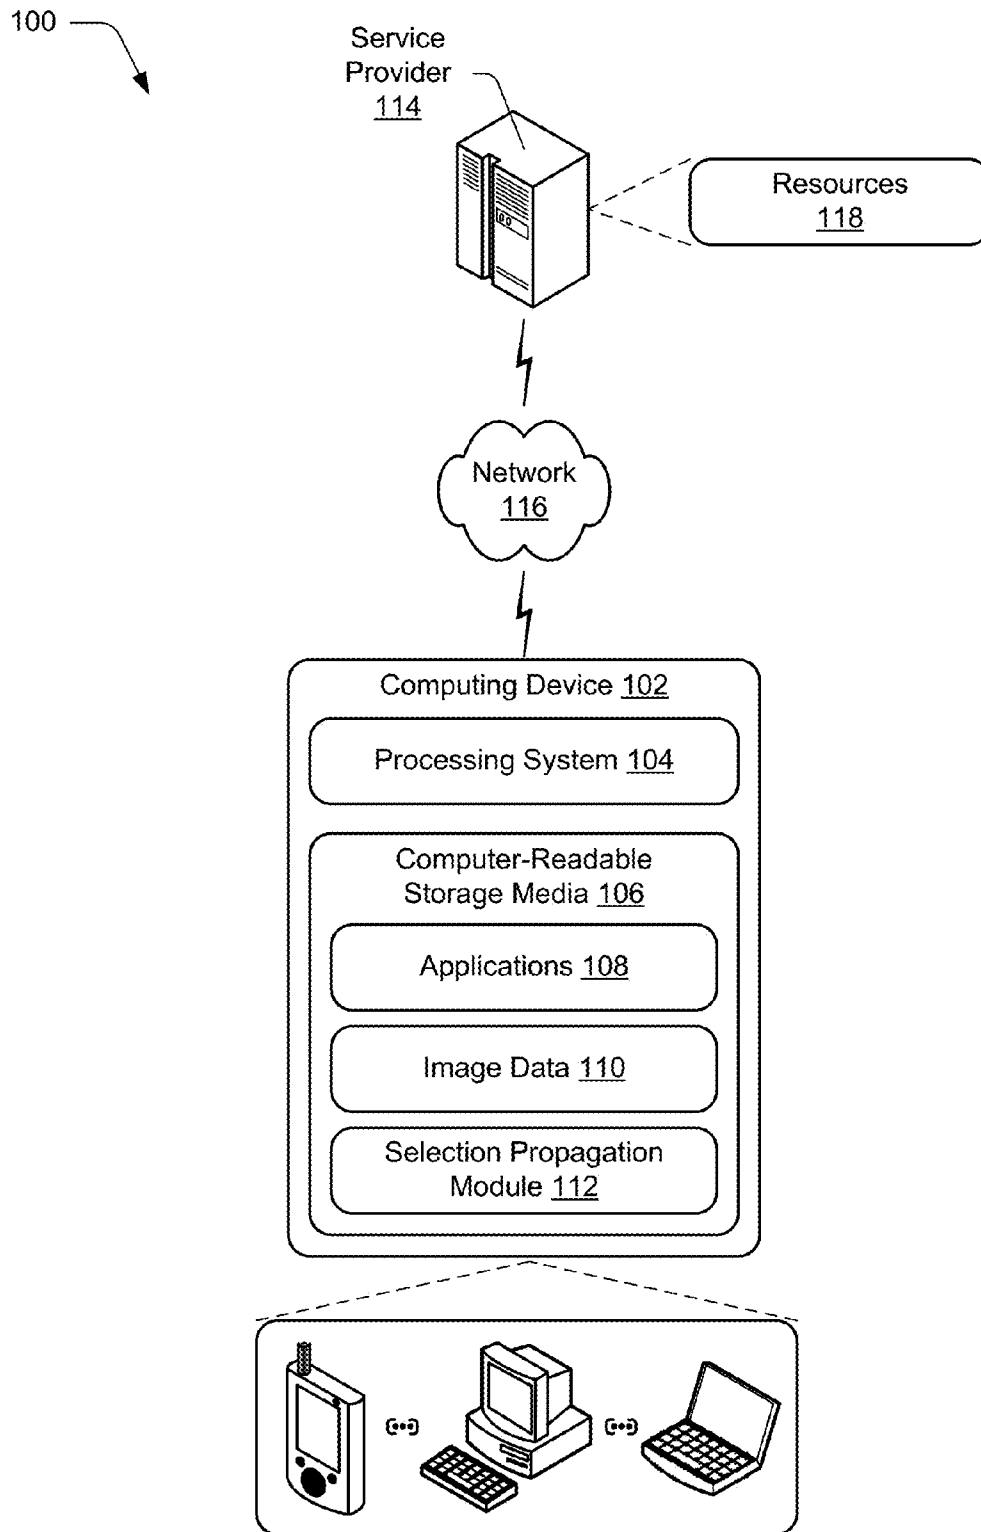 100
Service
Provider
114
Resources
118
Network
116
Computing Device 102
Processing System 104
Computer-Readable
Storage Media 106
Applications 108
Image Data 110
Selection Propagation
Module 112